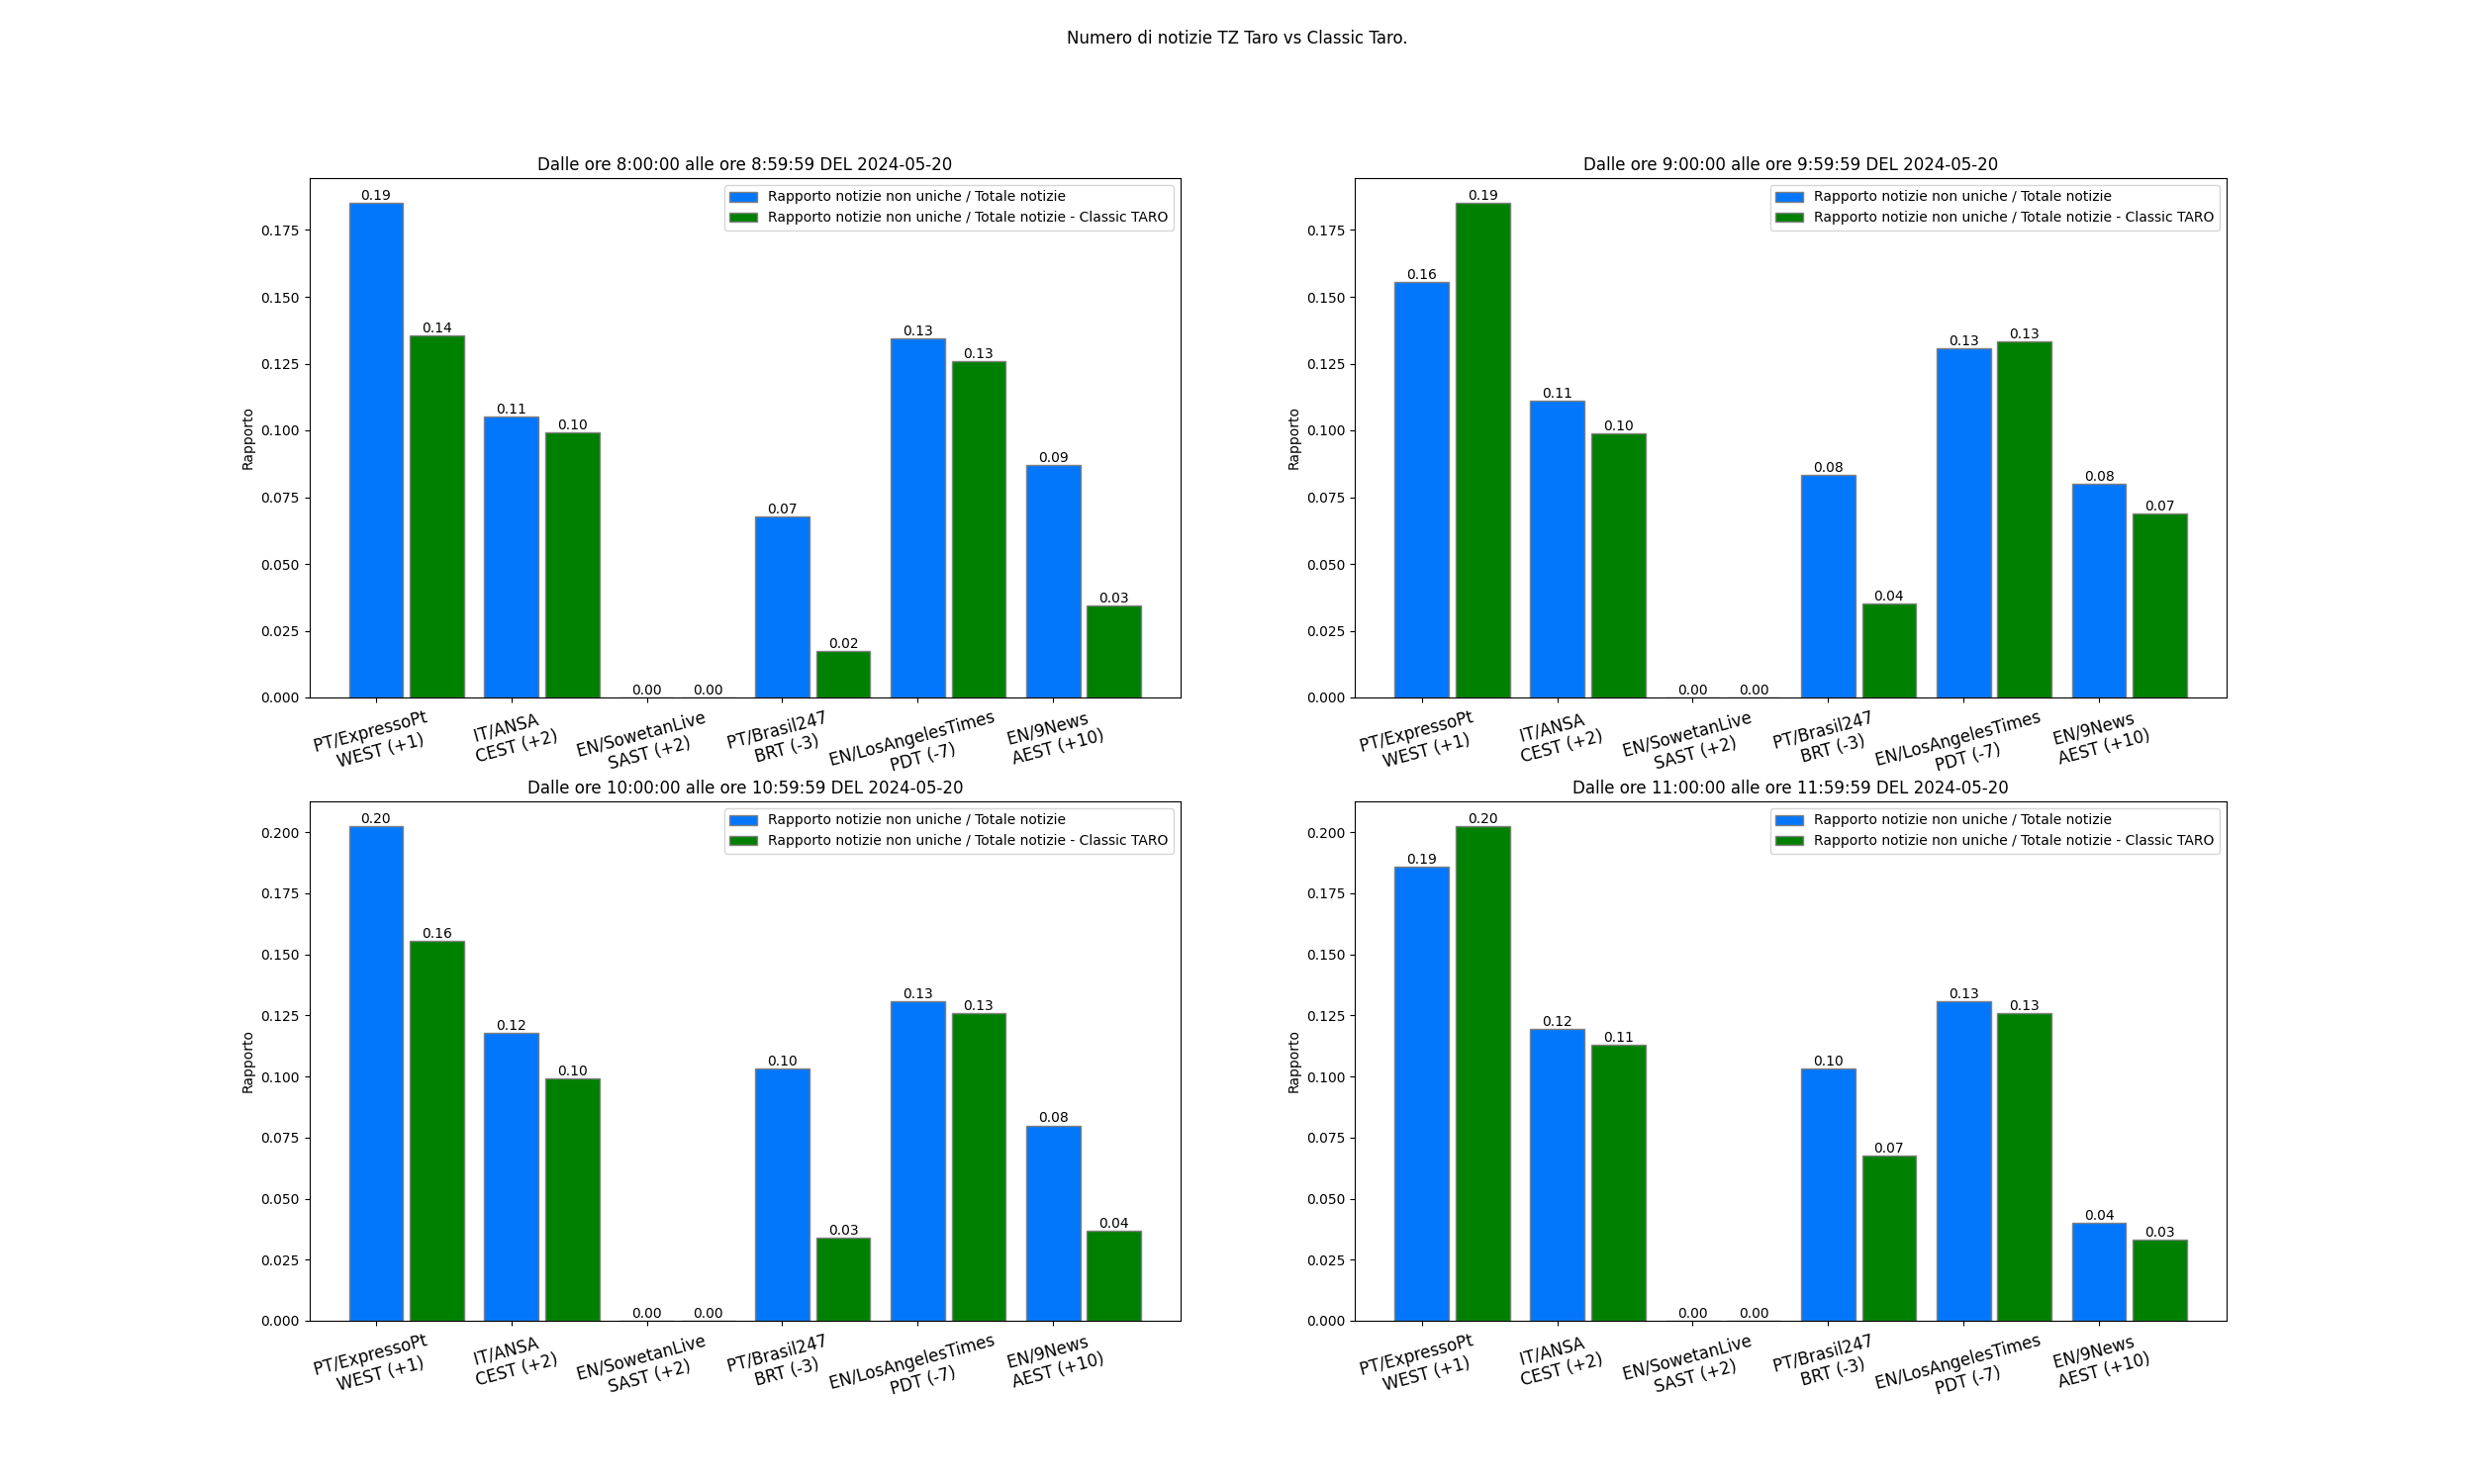 Numero di notizie TZ Taro vs Classic Taro.
Dalle ore 8:00:00 alle ore 8:59:59 DEL 2024-05-20
Rapporto notizie non uniche / Totale notizie
Rapporto notizie non uniche / Totale notizie - Classic TARO
Rapporto
0.175
0.150
0.125
0.100
0.075
0.050
0.025
0.000
0.19
0.14
0.11
0.10
0.00
0.00
0.07
0.02
0.13
0.13
0.09
0.03
PT/ExpressoPt
WEST (+1)
IT/ANSA
CEST (+2)
EN/SowetanLive
SAST (+2)
PT/Brasil247
BRT (-3)
EN/LosAngelesTimes
PDT (-7)
EN/9News
AEST (+10)
Dalle ore 9:00:00 alle ore 9:59:59 DEL 2024-05-20
Rapporto notizie non uniche / Totale notizie
Rapporto notizie non uniche / Totale notizie - Classic TARO
Rapporto
0.175
0.150
0.125
0.100
0.075
0.050
0.025
0.000
0.16
0.19
0.11
0.10
0.00
0.00
0.08
0.04
0.13
0.13
0.08
0.07
PT/ExpressoPt
WEST (+1)
IT/ANSA
CEST (+2)
EN/SowetanLive
SAST (+2)
PT/Brasil247
BRT (-3)
EN/LosAngelesTimes
PDT (-7)
EN/9News
AEST (+10)
Dalle ore 10:00:00 alle ore 10:59:59 DEL 2024-05-20
Rapporto notizie non uniche / Totale notizie
Rapporto notizie non uniche / Totale notizie - Classic TARO
Rapporto
0.200
0.175
0.150
0.125
0.100
0.075
0.050
0.025
0.000
0.20
0.16
0.12
0.10
0.00
0.00
0.10
0.03
0.13
0.13
0.08
0.04
PT/ExpressoPt
WEST (+1)
IT/ANSA
CEST (+2)
EN/SowetanLive
SAST (+2)
PT/Brasil247
BRT (-3)
EN/LosAngelesTimes
PDT (-7)
EN/9News
AEST (+10)
Dalle ore 11:00:00 alle ore 11:59:59 DEL 2024-05-20
Rapporto notizie non uniche / Totale notizie
Rapporto notizie non uniche / Totale notizie - Classic TARO
Rapporto
0.200
0.175
0.150
0.125
0.100
0.075
0.050
0.025
0.000
0.19
0.20
0.12
0.11
0.00
0.00
0.10
0.07
0.13
0.13
0.04
0.03
PT/ExpressoPt
WEST (+1)
IT/ANSA
CEST (+2)
EN/SowetanLive
SAST (+2)
PT/Brasil247
BRT (-3)
EN/LosAngelesTimes
PDT (-7)
EN/9News
AEST (+10)